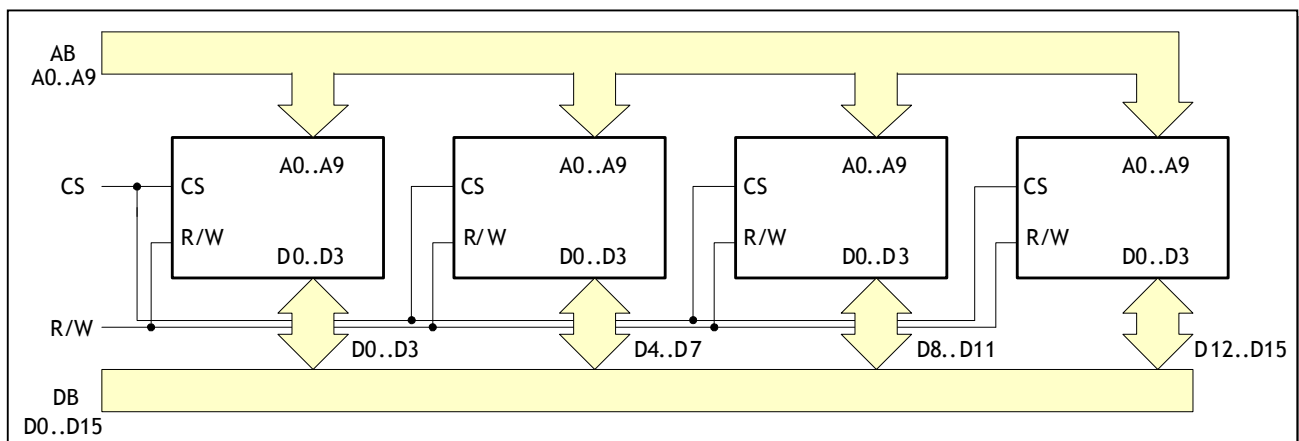 AB
A0..A9
A0..A9
A0..A9
A0..A9
A0..A9
CS
CS
CS
CS
CS
R/W
R/W
R/W
R/W
D0..D3
D0..D3
D0..D3
D0..D3
R/W
D0..D3
D4..D7
D8..D11
D12..D15
DB
D0..D15